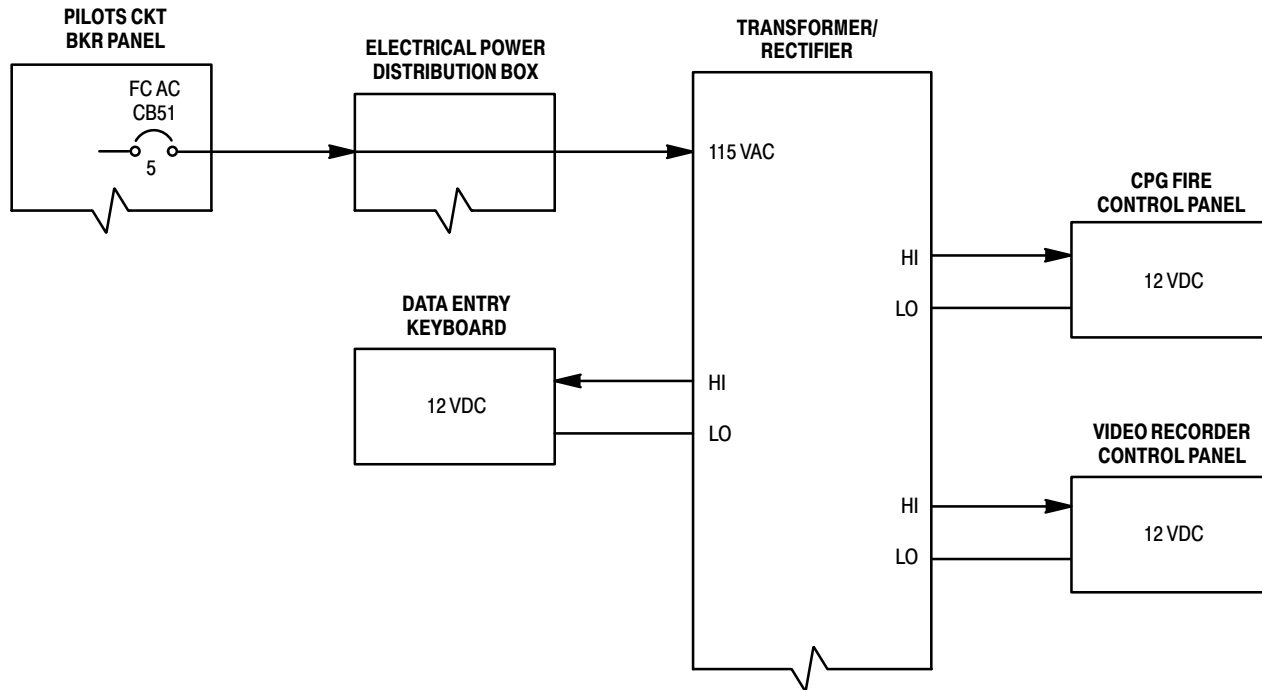 PILOTS CKT
BKR PANEL
FC AC
CB51
5
ELECTRICAL POWER
DISTRIBUTION BOX
TRANSFORMER/
RECTIFIER
115 VAC
CPG FIRE
CONTROL PANEL
HI
LO
12 VDC
DATA ENTRY
KEYBOARD
12 VDC
HI
LO
VIDEO RECORDER
CONTROL PANEL
HI
LO
12 VDC